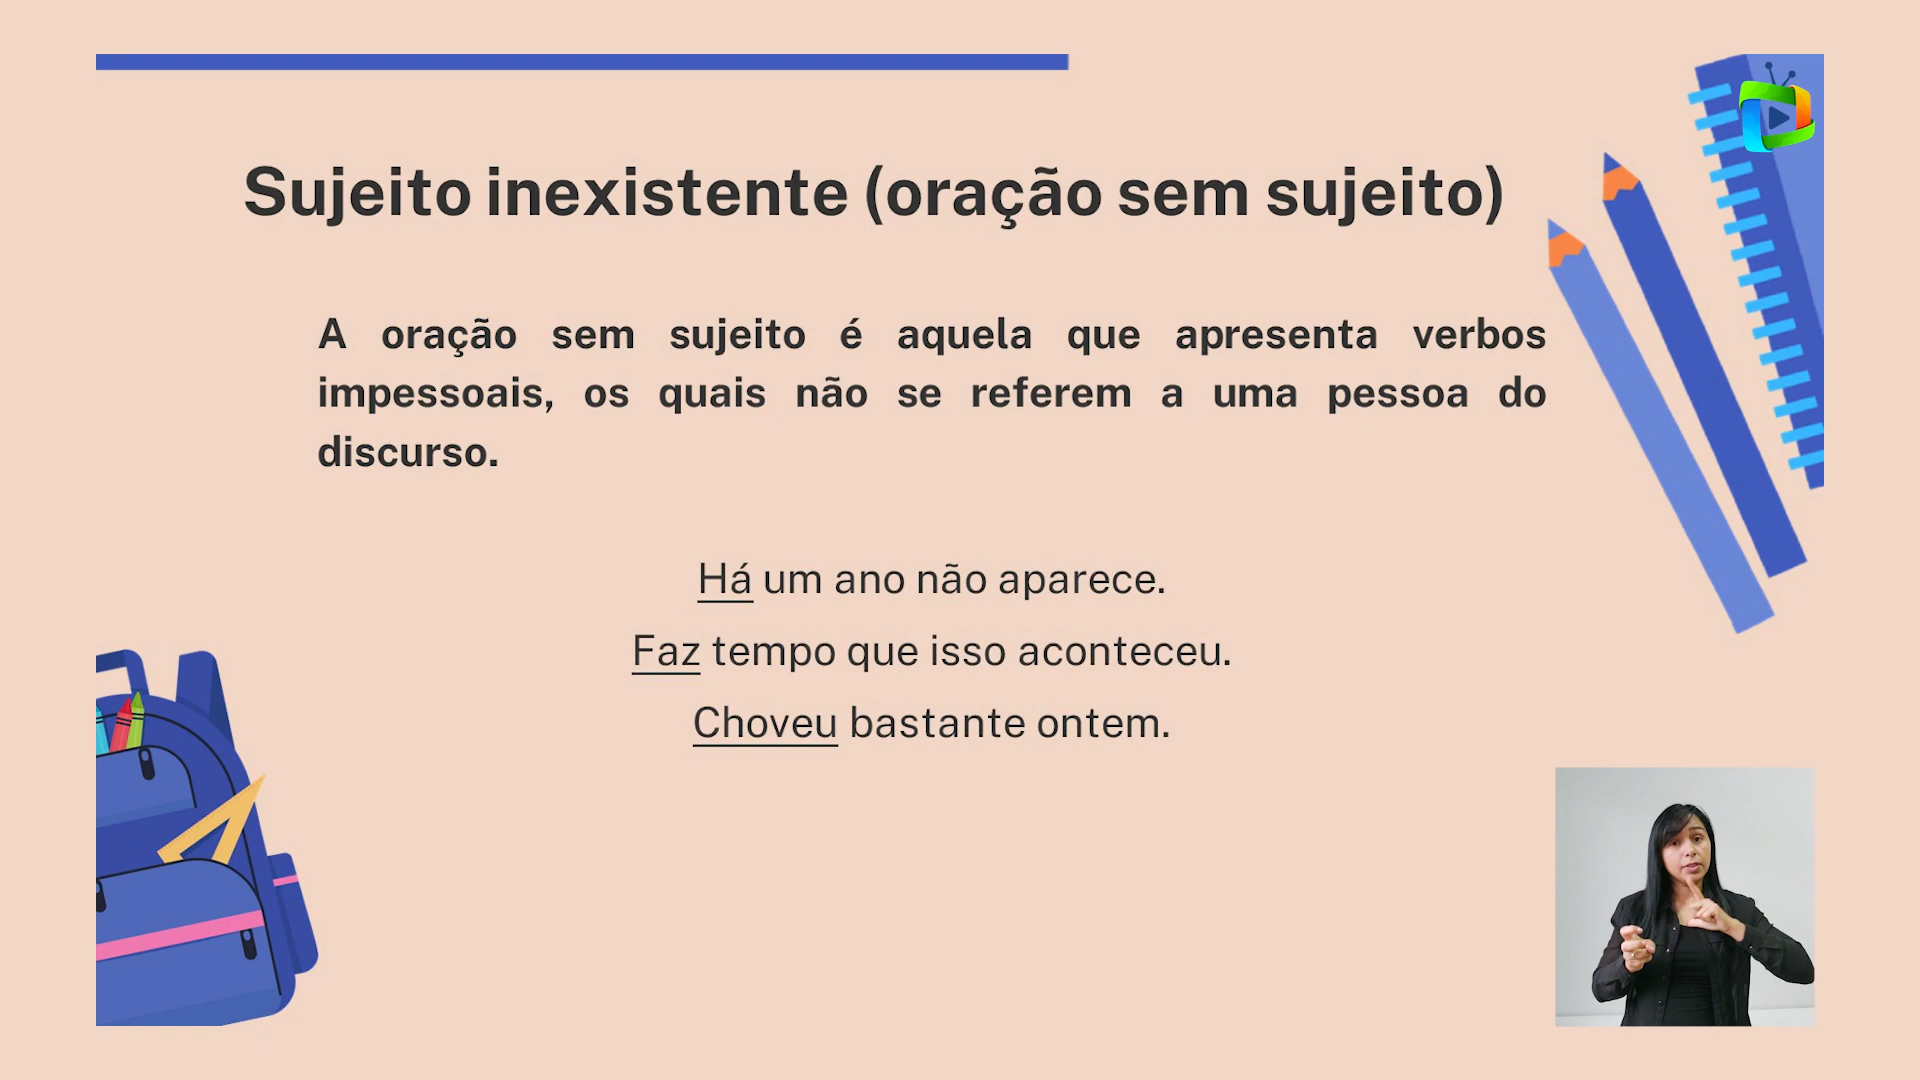 Sujeito inexistente (oração sem sujeito)
A oração sem sujeito é aquela que apresenta verbos
impessoais, os quais não se referem a uma pessoa do
discurso.
Há um ano não aparece.
Faz tempo que isso aconteceu.
Choveu bastante ontem.